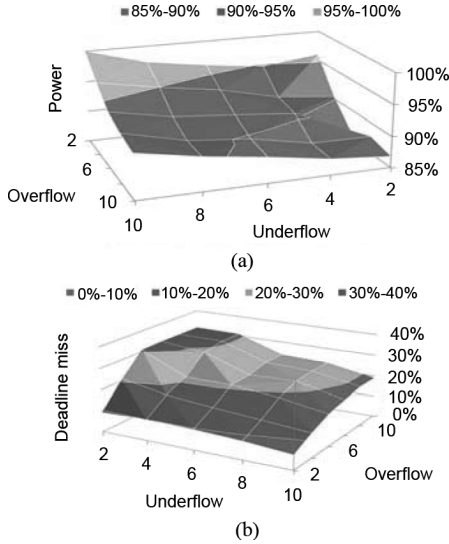 85%-90% 90%-95% 95%-100%
100%
95%
90%
85%
Power
2
6
10
Overflow
10 8 6 4 2
Underflow
(a)
0%-10% 10%-20% 20%-30% 30%-40%
40%
30%
20%
10%
0%
Deadline miss
2 4 6 8 10
Underflow
2 6 10
Overflow
(b)